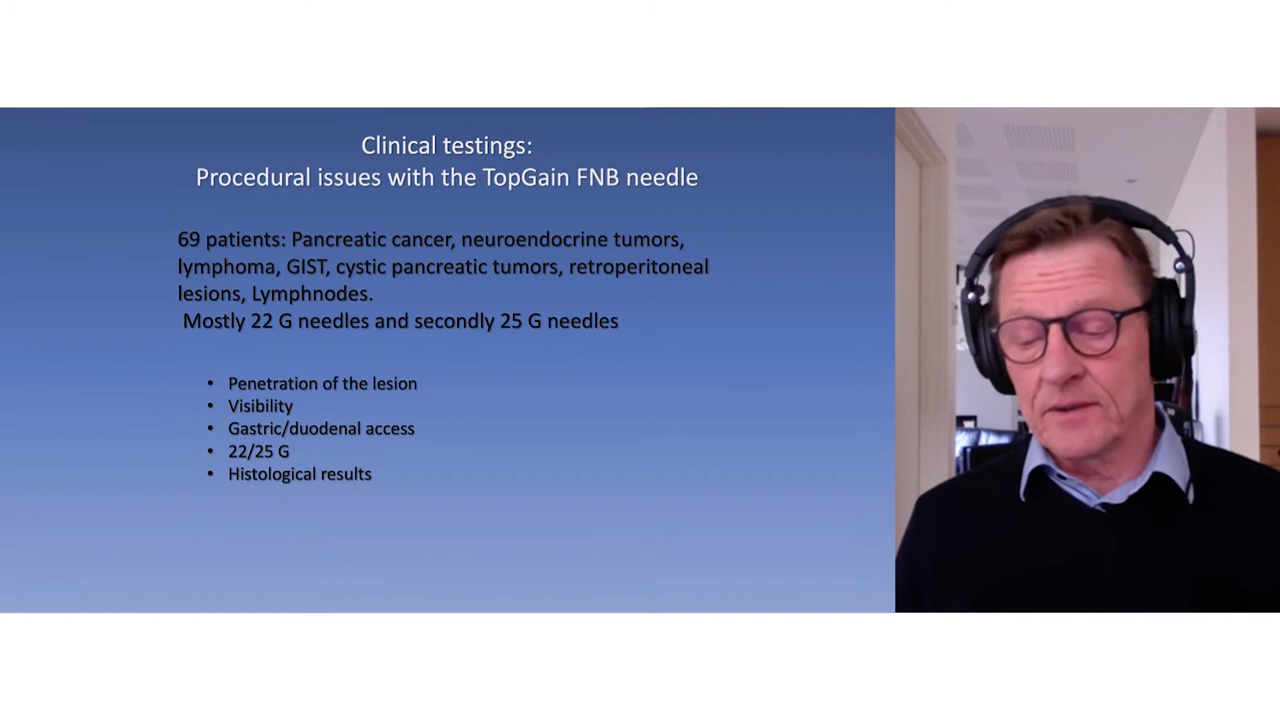 Clinical testings:
Procedural issues with the TopGain FNB needle
69 patients: Pancreatic cancer, neuroendocrine tumors,
lymphoma, GIST, cystic pancreatic tumors, retroperitoneal
lesions, Lymphnodes.
Mostly 22 G needles and secondly 25 G needles
• Penetration of the lesion
• Visibility
• Gastric/duodenal access
• 22/25 G
• Histological results